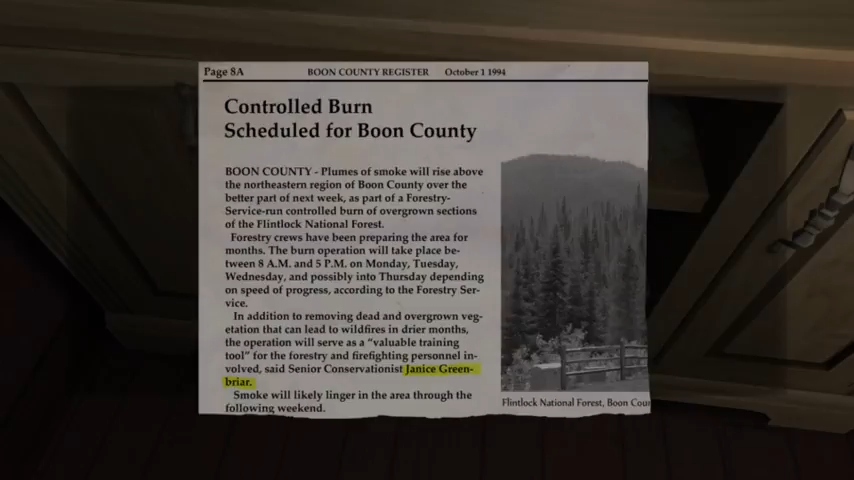 Page 8A BOON COUNTY REGISTER October 1 1994
Controlled Burn
Scheduled for Boon County
BOON COUNTY - Plumes of smoke will rise above
the northeastern region of Boon County over the
better part of next week, as part of a Forestry-
Service-run controlled burn of overgrown sections
of the Flintlock National Forest.
Forestry crews have been preparing the area for
months. The burn operation will take place be-
tween 8 A.M. and 5 P.M. on Monday, Tuesday,
Wednesday, and possibly into Thursday depending
on speed of progress, according to the Forestry Ser-
vice.
In addition to removing dead and overgrown veg-
etation that can lead to wildfires in drier months,
the operation will serve as a “valuable training
tool” for the forestry and firefighting personnel in-
volved, said Senior Conservationist Janice Green-
briar.
Smoke will likely linger in the area through the
following weekend.
Flintlock National Forest, Boon Coun